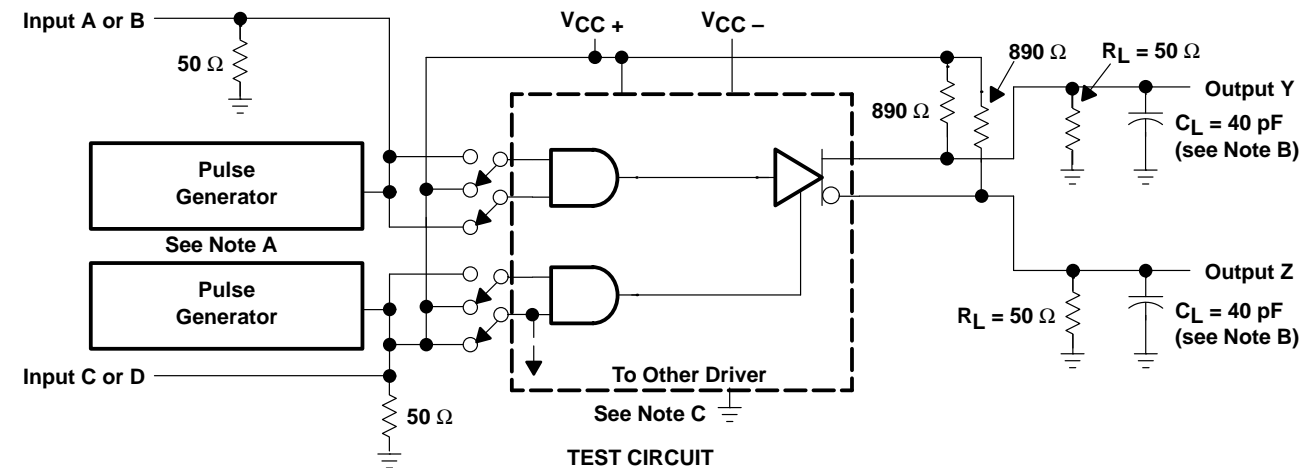 Input A or B
50 Ω
VCC +
VCC –
890 Ω
RL = 50 Ω
890 Ω
Output Y
CL = 40 pF
(see Note B)
Pulse
Generator
See Note A
Pulse
Generator
Output Z
RL = 50 Ω
CL = 40 pF
(see Note B)
Input C or D
50 Ω
To Other Driver
See Note C
TEST CIRCUIT